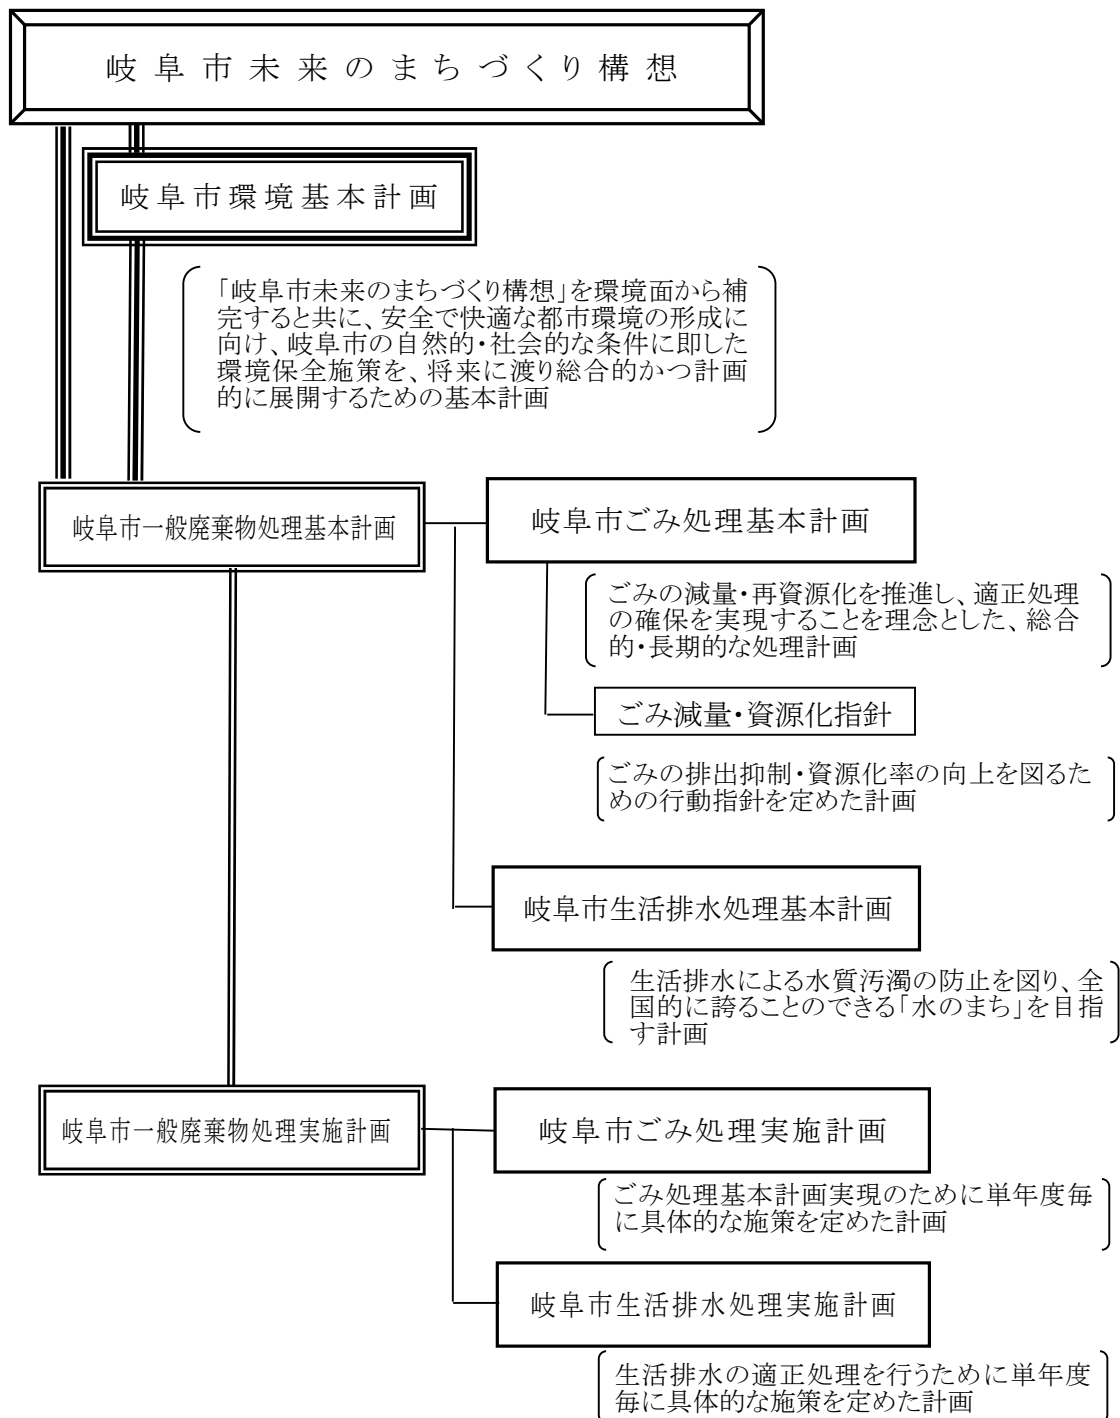 岐阜市未来のまちづくり構想
岐阜市環境基本計画
「岐阜市未来のまちづくり構想」を環境面から補
完すると共に、安全で快適な都市環境の形成に
向け、岐阜市の自然的・社会的な条件に即した
環境保全施策を、将来に渡り総合的かつ計画
的に展開するための基本計画
岐阜市一般廃棄物処理基本計画
岐阜市ごみ処理基本計画
ごみの減量・再資源化を推進し、適正処理
の確保を実現することを理念とした、総合
的・長期的な処理計画
ごみ減量・資源化指針
ごみの排出抑制・資源化率の向上を図るた
めの行動指針を定めた計画
岐阜市生活排水処理基本計画
生活排水による水質汚濁の防止を図り、全
国的に誇ることのできる「水のまち」を目指
す計画
岐阜市一般廃棄物処理実施計画
岐阜市ごみ処理実施計画
ごみ処理基本計画実現のために単年度毎
に具体的な施策を定めた計画
岐阜市生活排水処理実施計画
生活排水の適正処理を行うために単年度
毎に具体的な施策を定めた計画